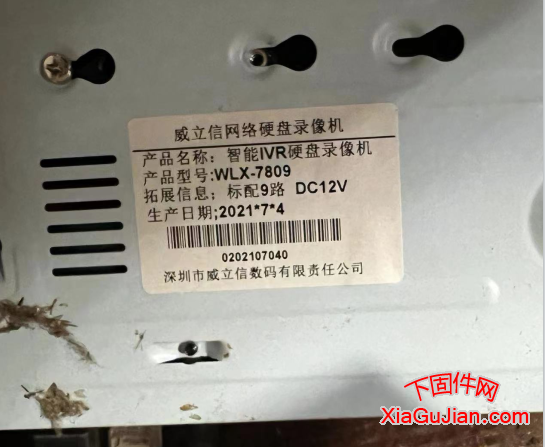 威立信网络硬盘录像机
产品名称：智能IVR硬盘录像机
产品型号:WLX-7809
拓展信息：标配9路 DC12V
生产日期;2021*7*4
0202107040
深圳市威立信数码有限责任公司
下固件网
XiaGuJian.com